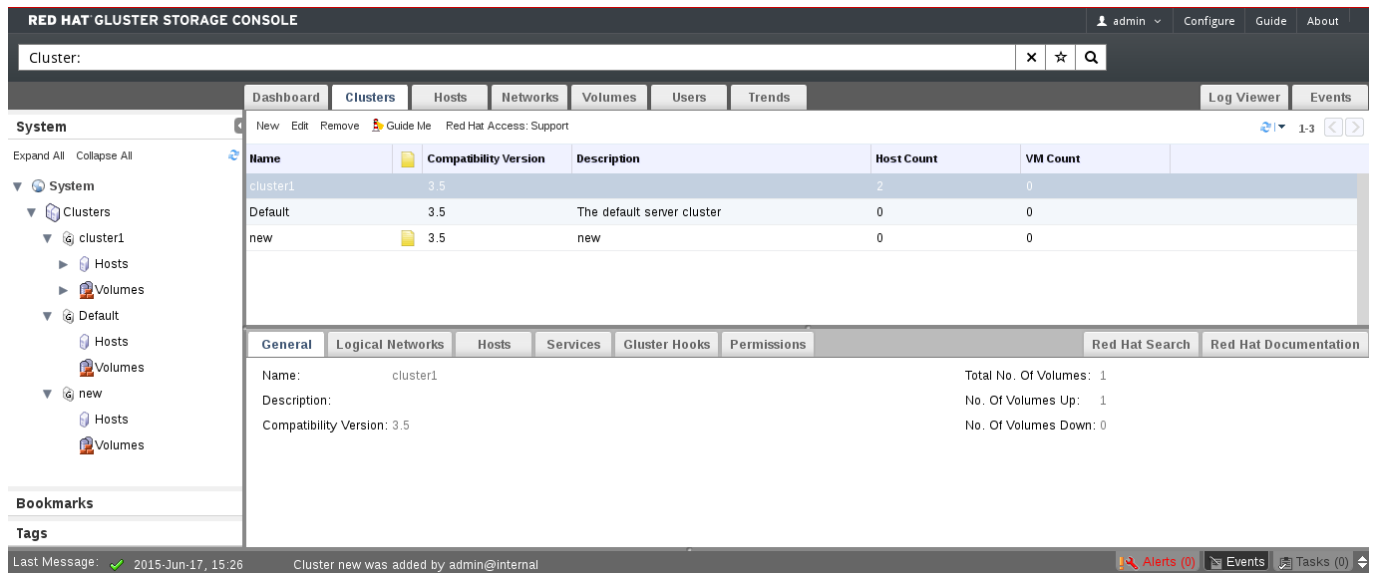 RED HAT GLUSTER STORAGE CONSOLE
admin Configure Guide About
Cluster:
Dashboard Clusters Hosts Networks Volumes Users Trends Log Viewer Events
System
New Edit Remove Guide Me Red Hat Access: Support 1-3
Expand All Collapse All
Name Compatibility Version Description Host Count VM Count
cluster1 3.5 2 0
Default 3.5 The default server cluster 0 0
new 3.5 new 0 0
System
Clusters
cluster1
Hosts
Volumes
Default
Hosts
Volumes
new
Hosts
Volumes
Bookmarks
Tags
General Logical Networks Hosts Services Gluster Hooks Permissions Red Hat Search Red Hat Documentation
Name: cluster1 Total No. Of Volumes: 1
Description: No. Of Volumes Up: 1
Compatibility Version: 3.5 No. Of Volumes Down: 0
Last Message: 2015-Jun-17, 15:26 Cluster new was added by admin@internal Alerts (0) Events Tasks (0)